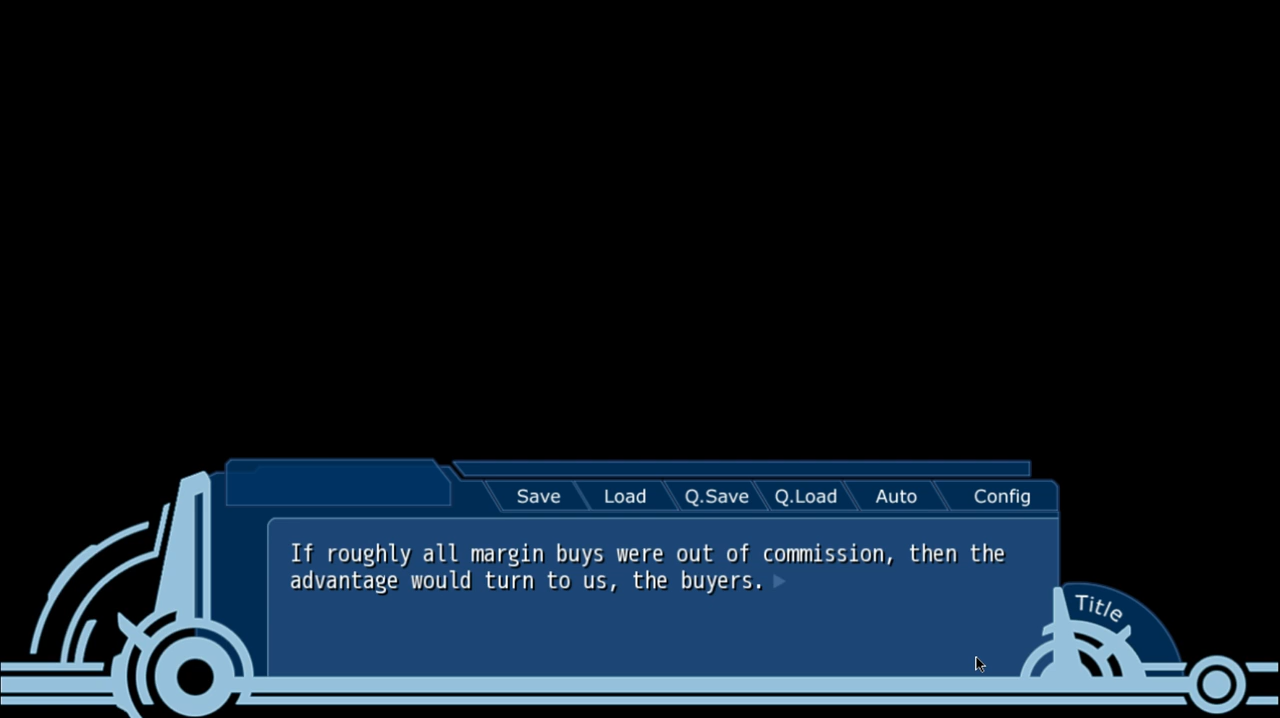 Save Load Q.Save Q.Load Auto Config
If roughly all margin buys were out of commission, then the
advantage would turn to us, the buyers.
Title